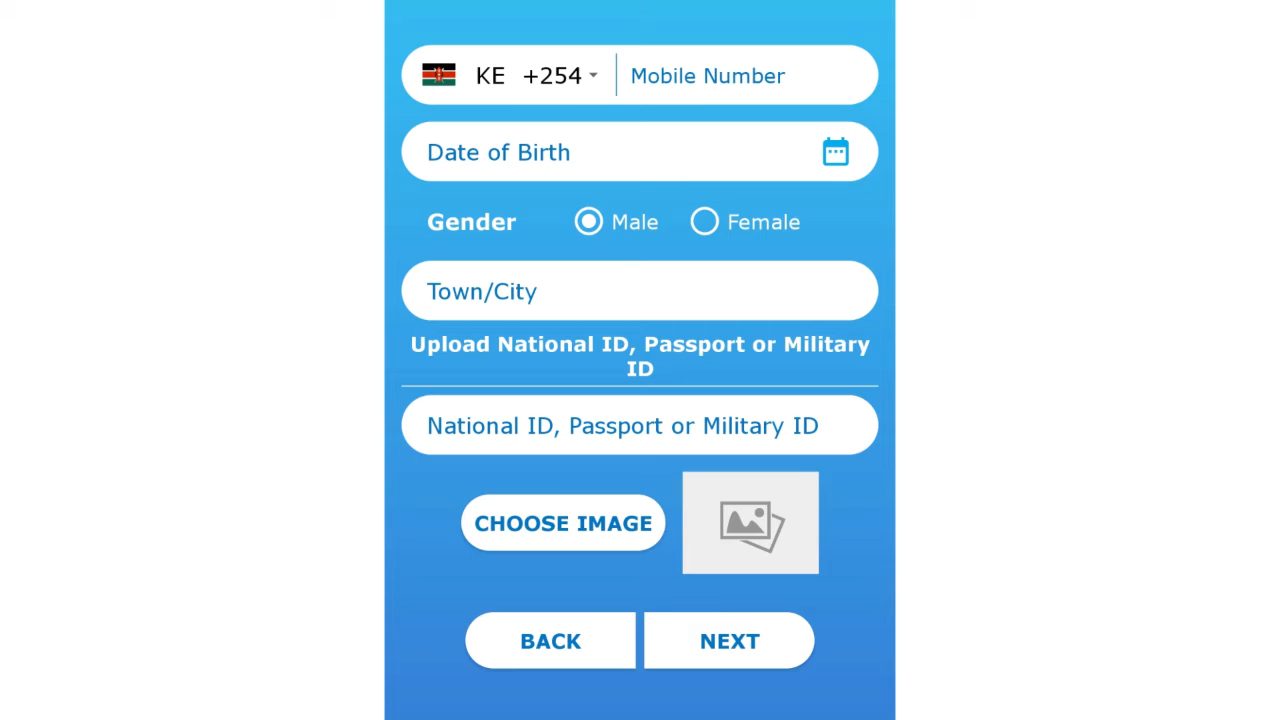 KE +254 Mobile Number
Date of Birth
Gender Male Female
Town/City
Upload National ID, Passport or Military
ID
National ID, Passport or Military ID
CHOOSE IMAGE
BACK NEXT